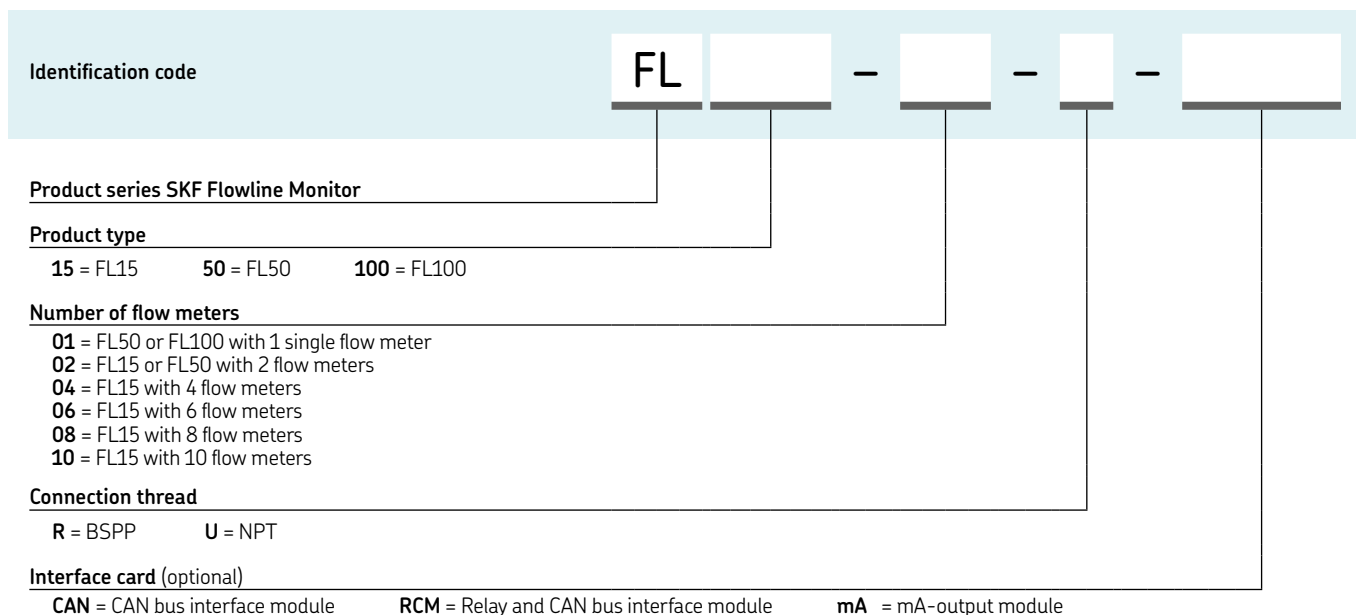 Identification code FL – – –
Product series SKF Flowline Monitor
Product type
15 = FL15 50 = FL50 100 = FL100
Number of flow meters
01 = FL50 or FL100 with 1 single flow meter
02 = FL15 or FL50 with 2 flow meters
04 = FL15 with 4 flow meters
06 = FL15 with 6 flow meters
08 = FL15 with 8 flow meters
10 = FL15 with 10 flow meters
Connection thread
R = BSPP U = NPT
Interface card (optional)
CAN = CAN bus interface module RCM = Relay and CAN bus interface module mA = mA-output module